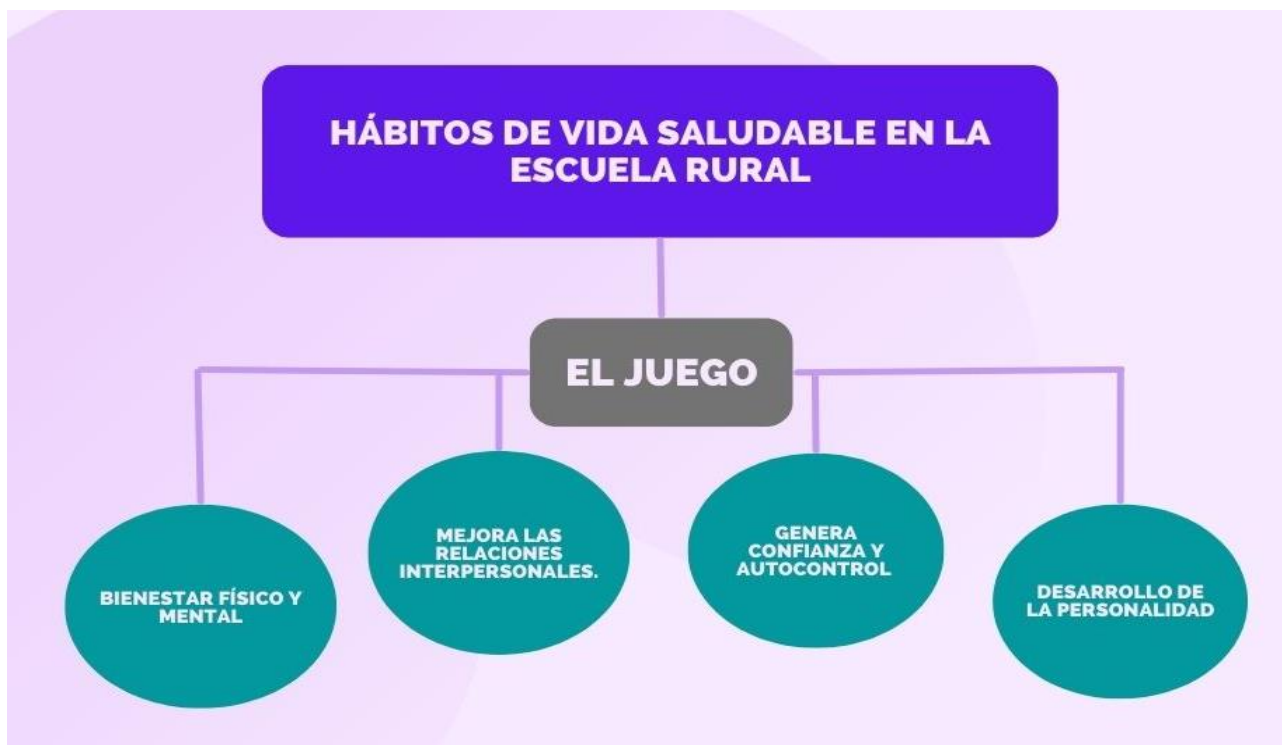 HÁBITOS DE VIDA SALUDABLE EN LA
ESCUELA RURAL
EL JUEGO
BIENESTAR FÍSICO Y
MENTAL
MEJORA LAS
RELACIONES
INTERPERSONALES.
GENERA
CONFIANZA Y
AUTOCONTROL
DESARROLLO DE
LA PERSONALIDAD